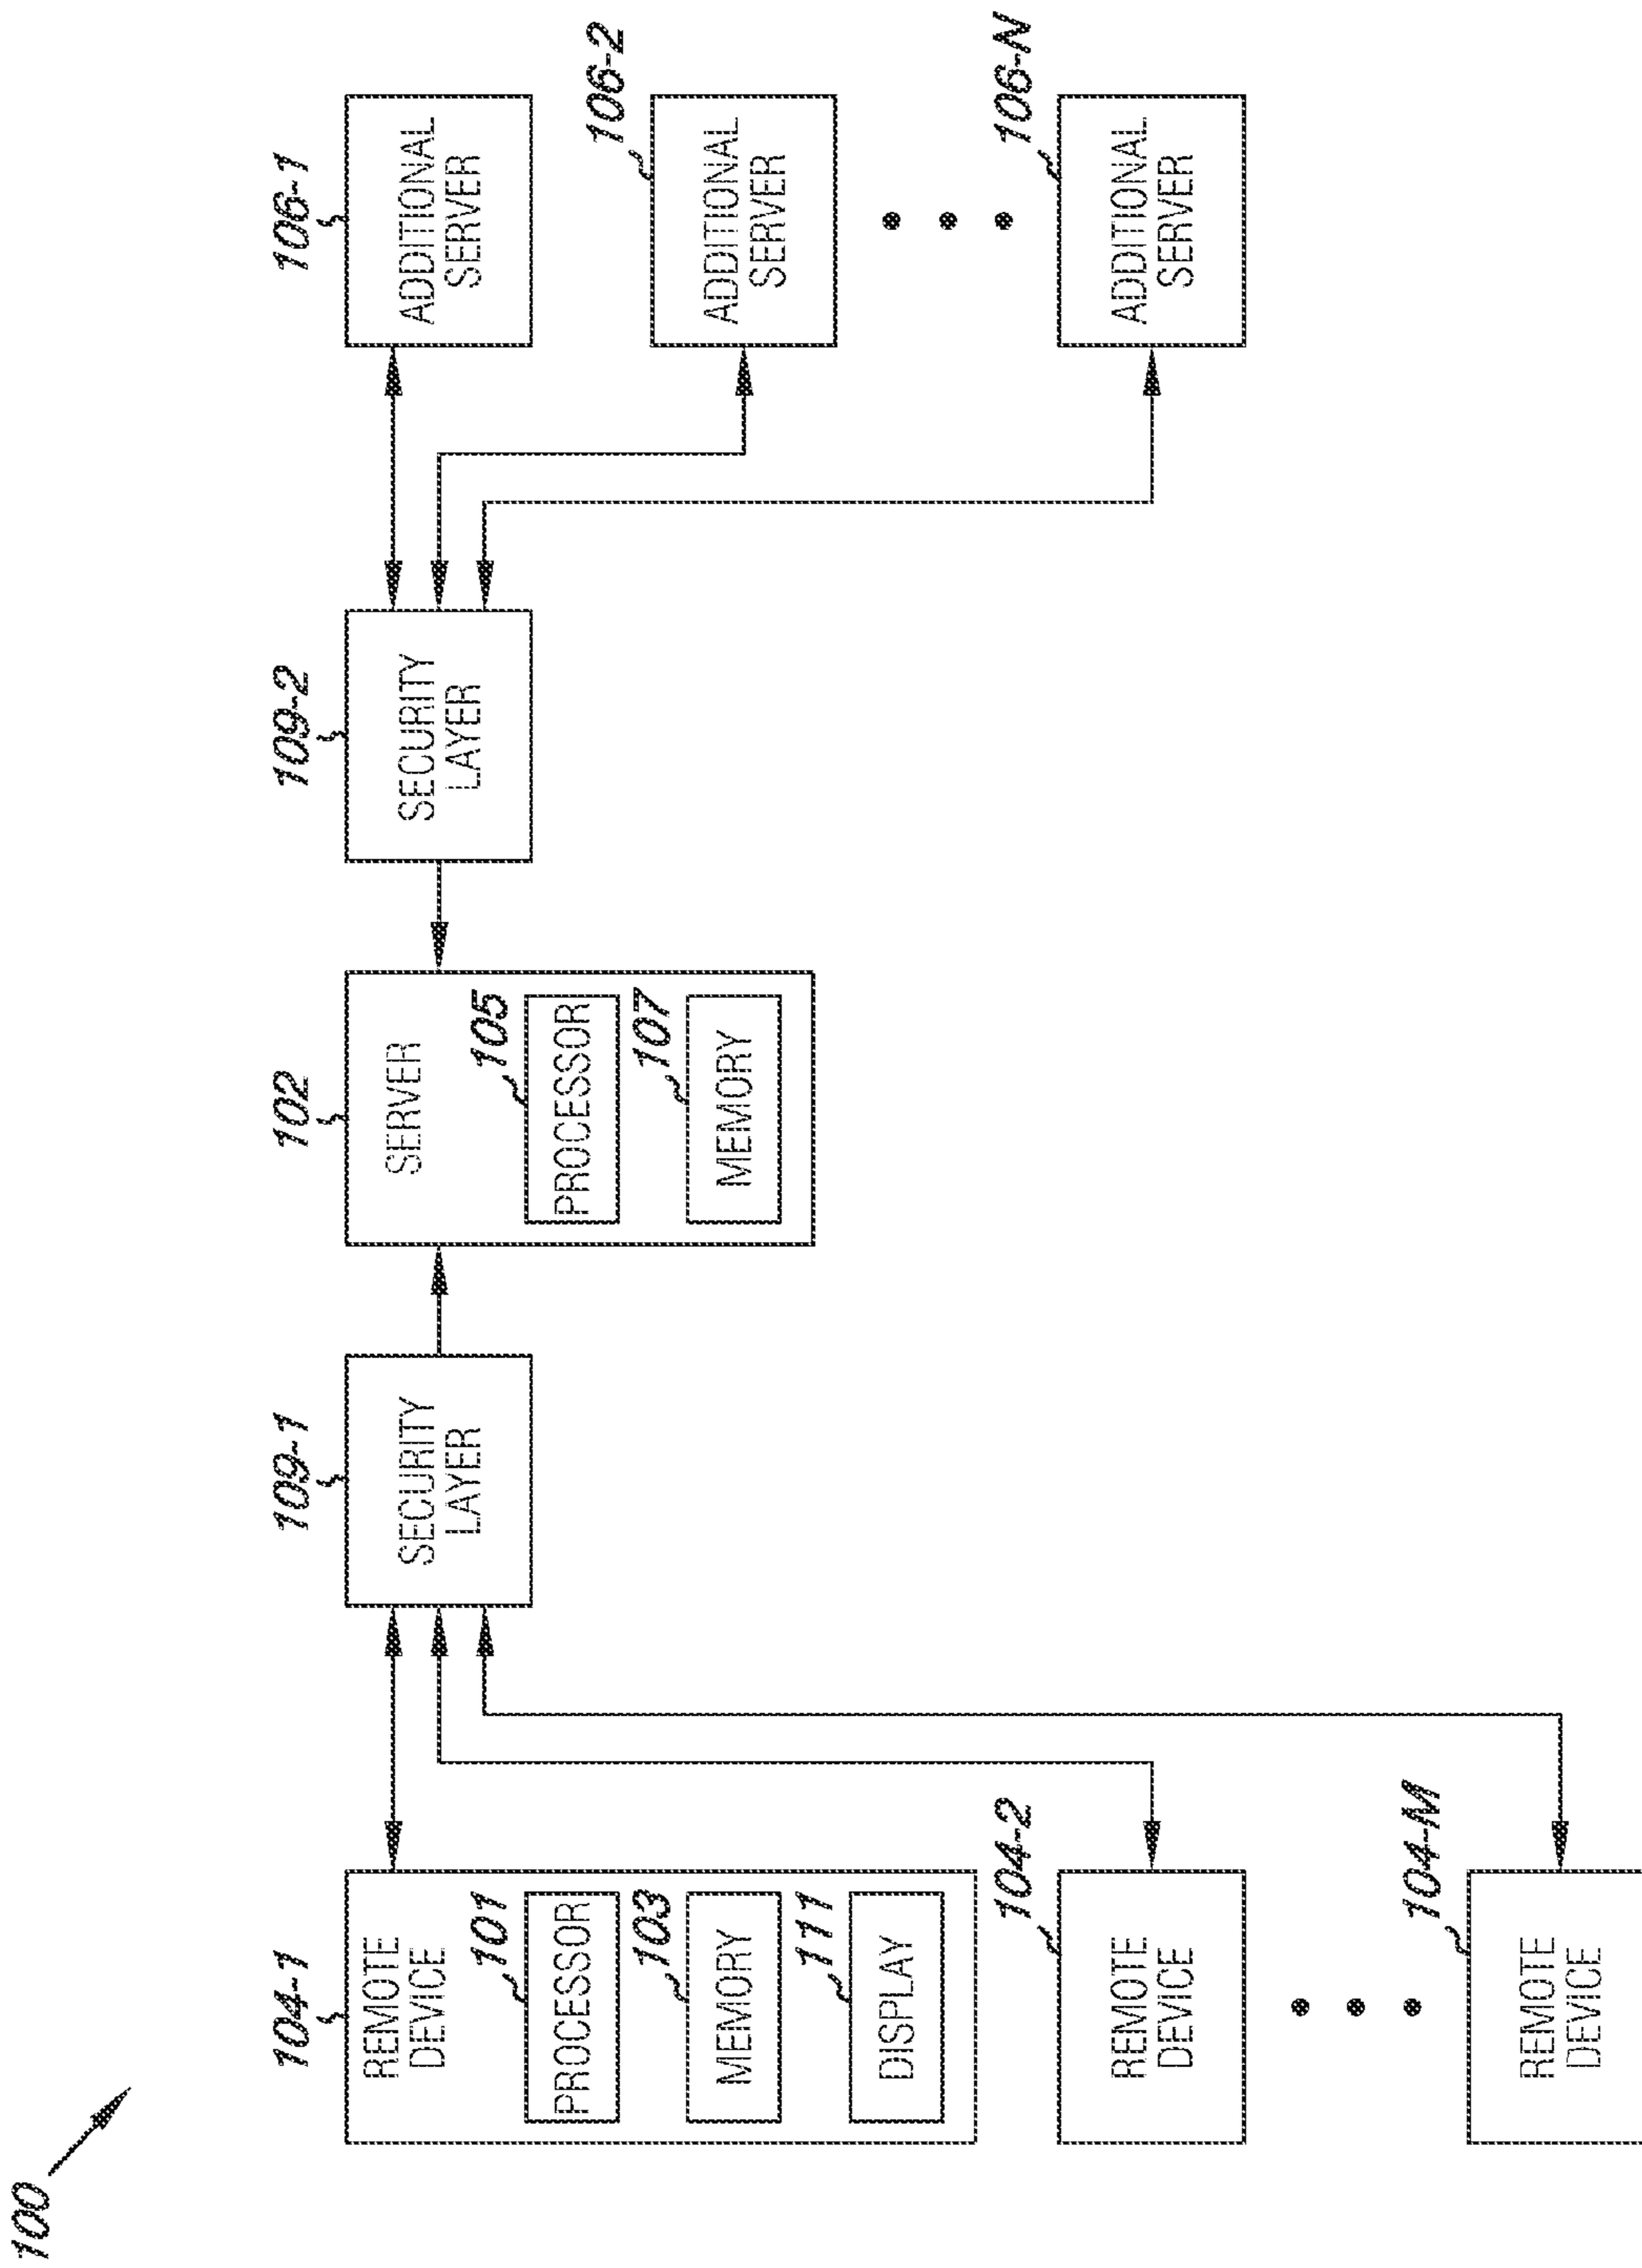 100
104-1
REMOTE
DEVICE
101
PROCESSOR
103
MEMORY
111
DISPLAY
104-2
REMOTE
DEVICE
104-M
REMOTE
DEVICE
109-1
SECURITY
LAYER
102
SERVER
105
PROCESSOR
107
MEMORY
109-2
SECURITY
LAYER
106-1
ADDITIONAL
SERVER
106-2
ADDITIONAL
SERVER
106-N
ADDITIONAL
SERVER